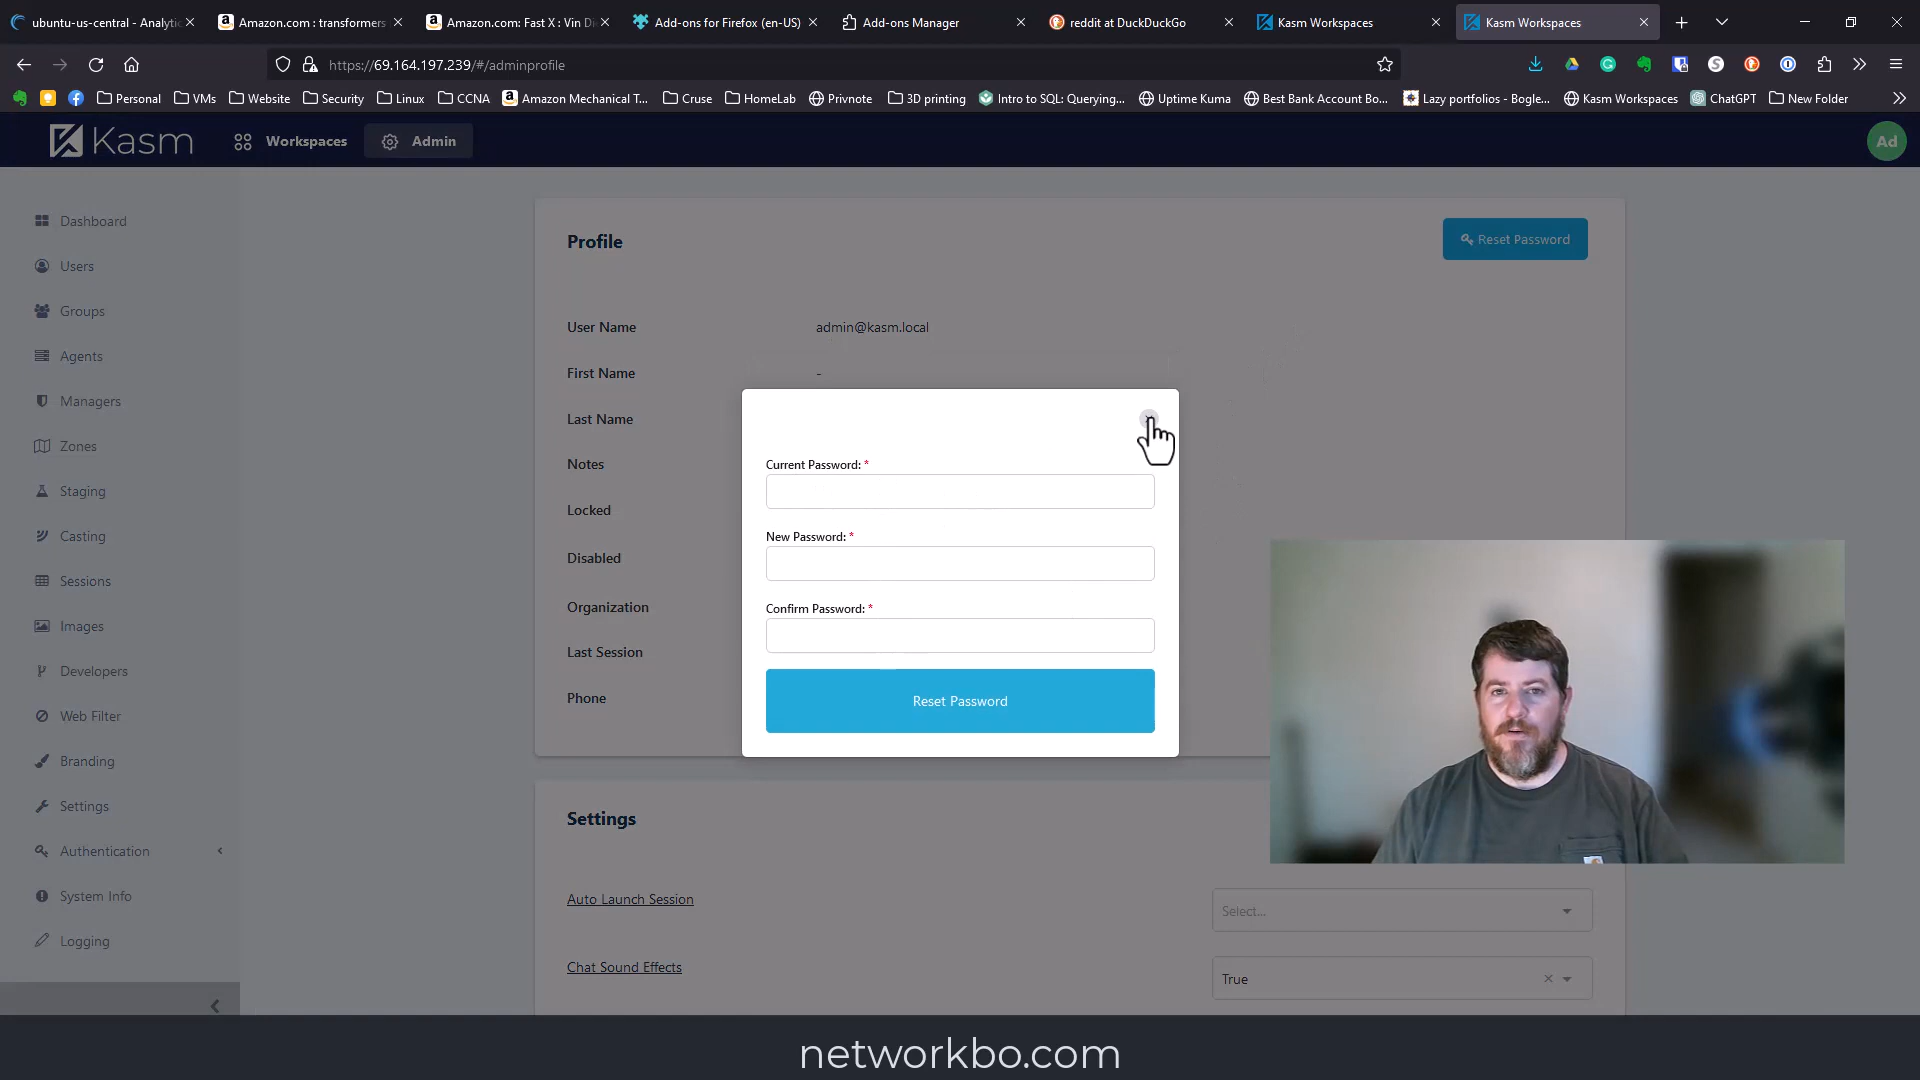 ubuntu-us-central - Analytic
Amazon.com : transformers
Amazon.com: Fast X : Vin Di
Add-ons for Firefox (en-US)
Add-ons Manager
reddit at DuckDuckGo
Kasm Workspaces
Kasm Workspaces
https://69.164.197.239/#/adminprofile
Personal
VMs
Website
Security
Linux
CCNA
Amazon Mechanical T...
Cruse
HomeLab
Privnote
3D printing
Intro to SQL: Querying...
Uptime Kuma
Best Bank Account Bo...
Lazy portfolios - Bogle...
Kasm Workspaces
ChatGPT
New Folder
Kasm
Workspaces
Admin
Ad
Dashboard
Users
Groups
Agents
Managers
Zones
Staging
Casting
Sessions
Images
Developers
Web Filter
Branding
Settings
Authentication
System Info
Logging
Profile
Reset Password
User Name
admin@kasm.local
First Name
-
Last Name
Notes
Locked
Disabled
Organization
Last Session
Phone
Current Password: *
New Password: *
Confirm Password: *
Reset Password
Settings
Auto Launch Session
Select...
Chat Sound Effects
True
networkbo.com